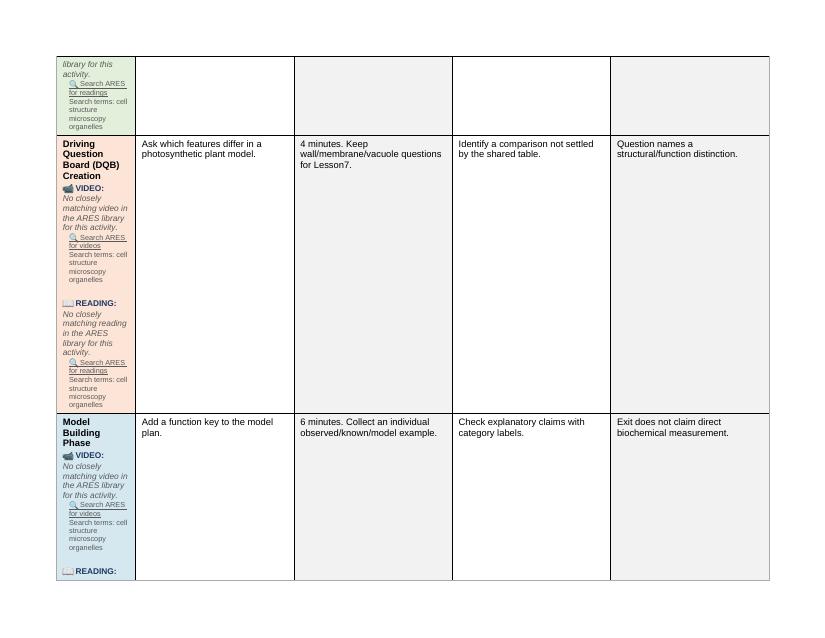 library for this
activity.
🔍 Search ARES
for readings
Search terms: cell
structure
microscopy
organelles
Driving
Question
Board (DQB)
Creation
📹 VIDEO:
No closely
matching video in
the ARES library
for this activity.
🔍 Search ARES
for videos
Search terms: cell
structure
microscopy
organelles
📖 READING:
No closely
matching reading
in the ARES
library for this
activity.
🔍 Search ARES
for readings
Search terms: cell
structure
microscopy
organelles
Ask which features differ in a
photosynthetic plant model.
4 minutes. Keep
wall/membrane/vacuole questions
for Lesson7.
Identify a comparison not settled
by the shared table.
Question names a
structural/function distinction.
Model
Building
Phase
📹 VIDEO:
No closely
matching video in
the ARES library
for this activity.
🔍 Search ARES
for videos
Search terms: cell
structure
microscopy
organelles
📖 READING:
Add a function key to the model
plan.
6 minutes. Collect an individual
observed/known/model example.
Check explanatory claims with
category labels.
Exit does not claim direct
biochemical measurement.